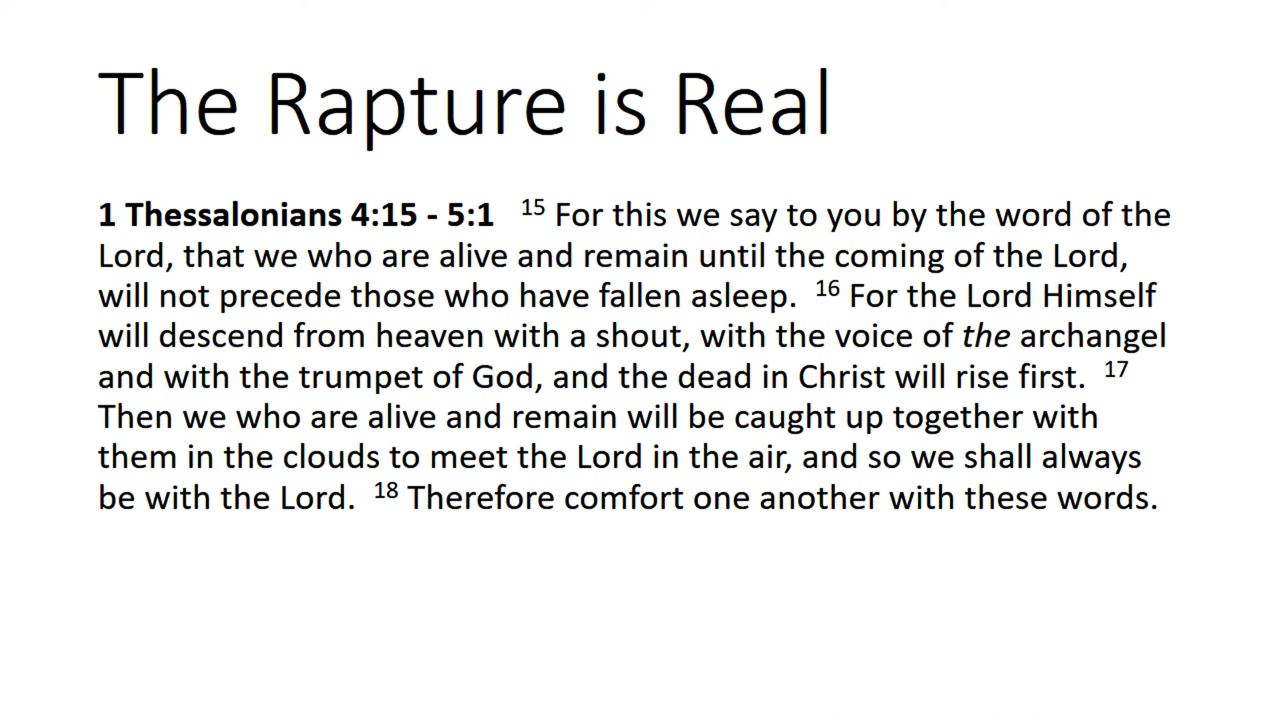 The Rapture is Real
1 Thessalonians 4:15 - 5:1 15 For this we say to you by the word of the
Lord, that we who are alive and remain until the coming of the Lord,
will not precede those who have fallen asleep. 16 For the Lord Himself
will descend from heaven with a shout, with the voice of the archangel
and with the trumpet of God, and the dead in Christ will rise first. 17
Then we who are alive and remain will be caught up together with
them in the clouds to meet the Lord in the air, and so we shall always
be with the Lord. 18 Therefore comfort one another with these words.